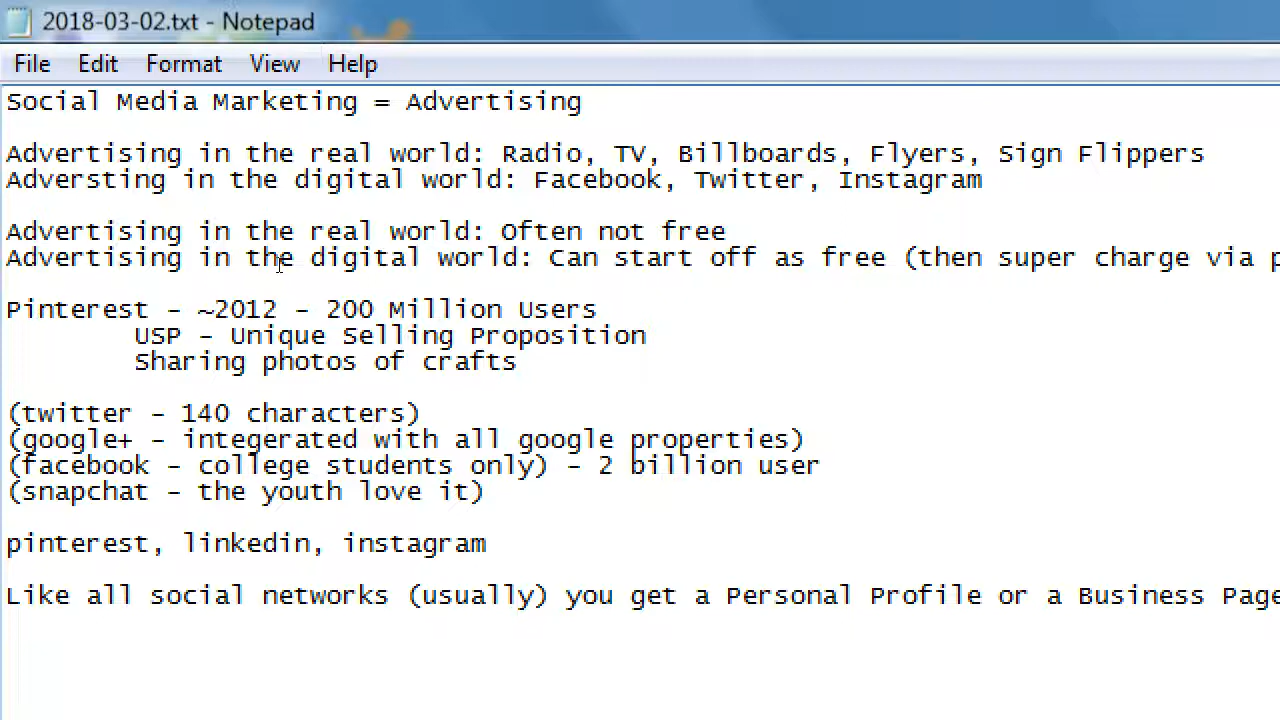 2018-03-02.txt - Notepad
File Edit Format View Help
Social Media Marketing = Advertising
Advertising in the real world: Radio, TV, Billboards, Flyers, Sign Flippers
Adversting in the digital world: Facebook, Twitter, Instagram
Advertising in the real world: Often not free
Advertising in the digital world: Can start off as free (then super charge via p
Pinterest - ~2012 - 200 Million Users
USP - Unique Selling Proposition
Sharing photos of crafts
(twitter - 140 characters)
(google+ - integerated with all google properties)
(facebook - college students only) - 2 billion user
(snapchat - the youth love it)
pinterest, linkedin, instagram
Like all social networks (usually) you get a Personal Profile or a Business Page